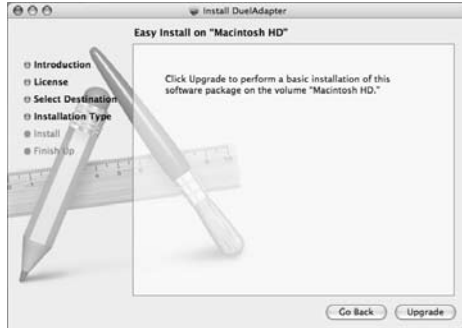 Install DuelAdapter
Easy Install on "Macintosh HD"
Introduction
License
Select Destination
Installation Type
Install
Finish Up
Click Upgrade to perform a basic installation of this
software package on the volume "Macintosh HD."
Go Back
Upgrade